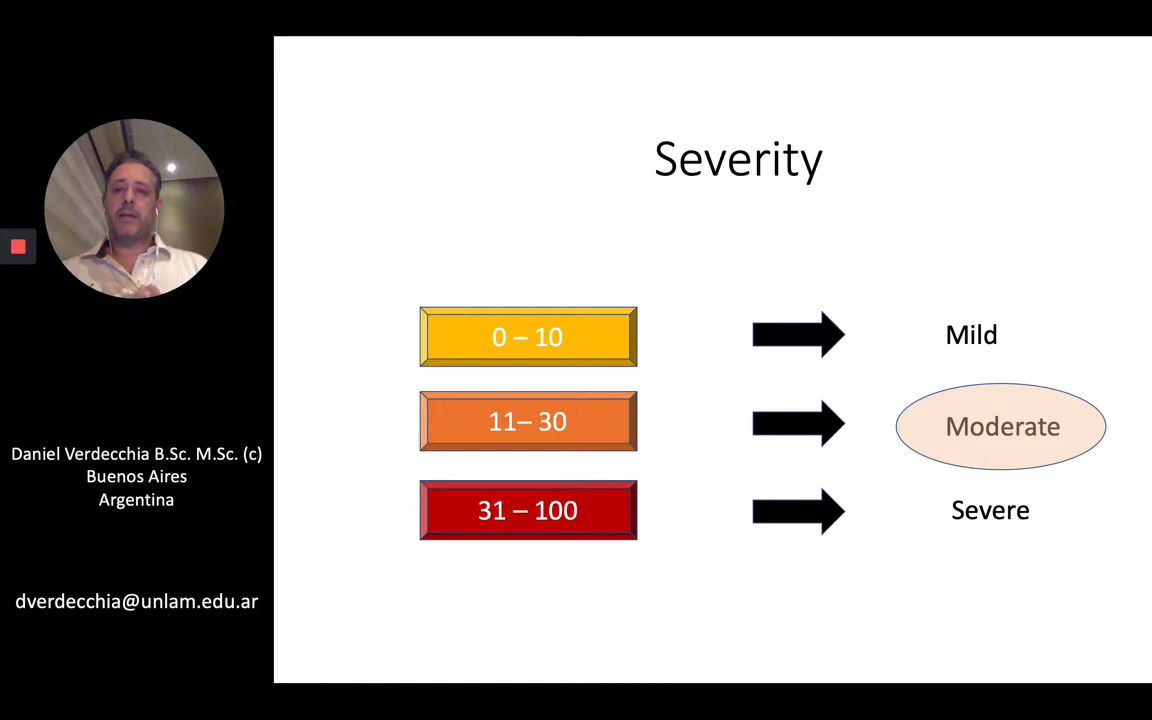 Severity
0 – 10
Mild
11– 30
Moderate
31 – 100
Severe
Daniel Verdecchia B.Sc. M.Sc. (c)
Buenos Aires
Argentina
dverdecchia@unlam.edu.ar